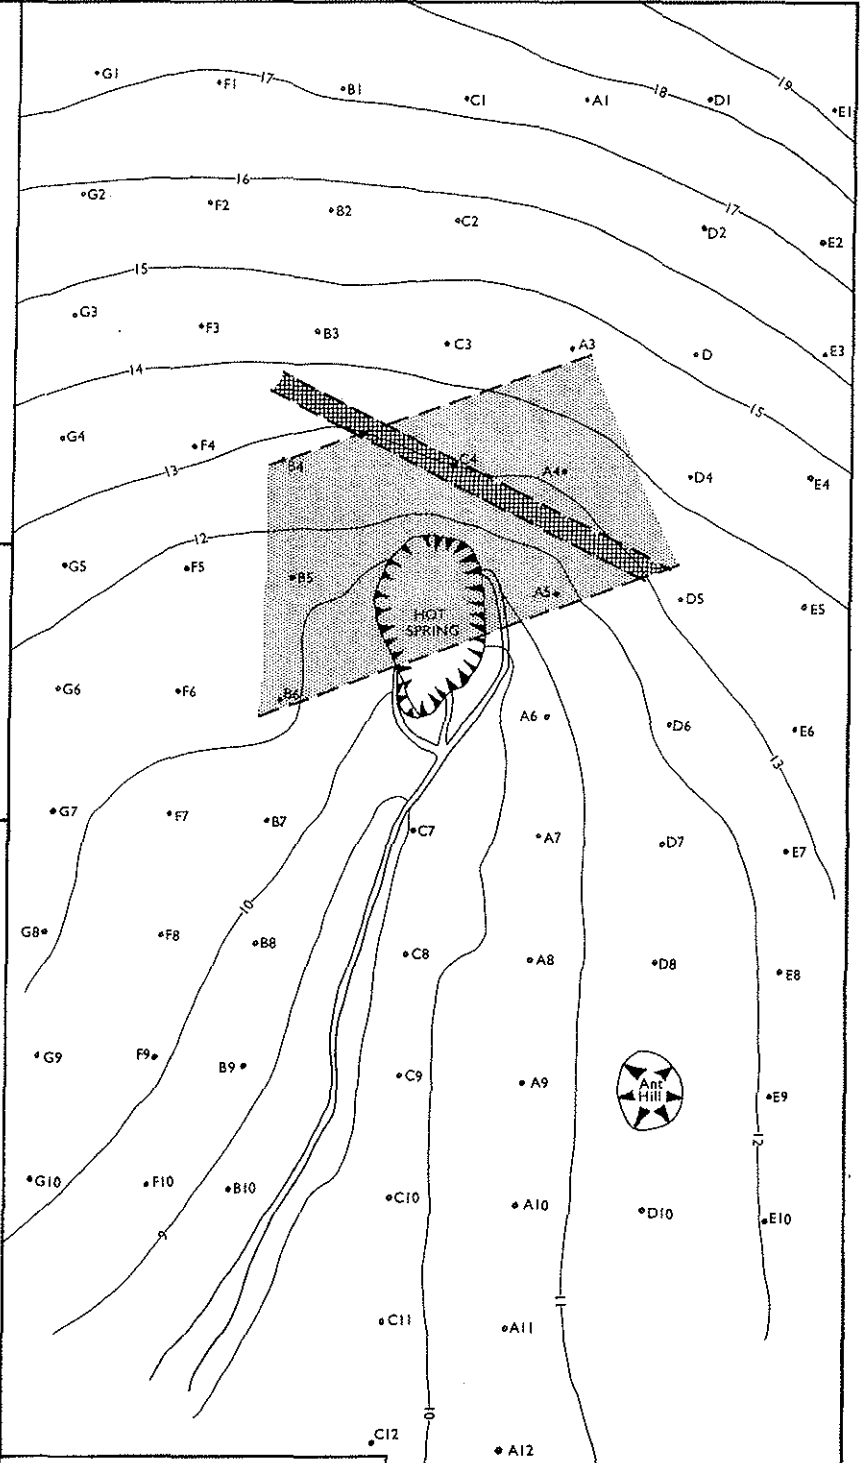 19
18
G1
F1
17
B1
C1
A1
D1
E1
16
G2
F2
B2
C2
17
D2
E2
15
G3
F3
B3
C3
A3
D
E3
14
15
G4
F4
B4
C4
A4
D4
E4
13
12
G5
F5
B5
A5
D5
E5
HOT
SPRING
G6
F6
B6
A6
D6
E6
13
G7
F7
B7
C7
A7
D7
E7
10
G8
F8
B8
C8
A8
D8
E8
G9
F9
B9
C9
A9
Ant
Hill
E9
12
G10
F10
B10
C10
A10
D10
E10
9
11
C11
A11
10
C12
A12